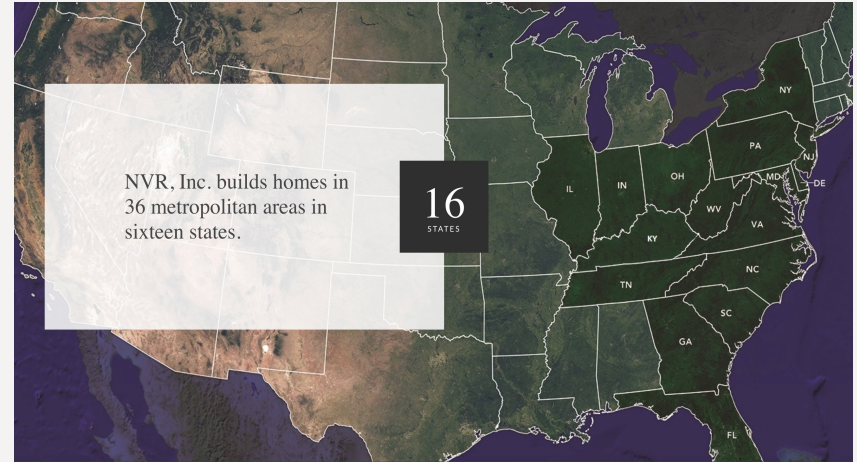 NVR, Inc. builds homes in
36 metropolitan areas in
sixteen states.
16
STATES
NY
PA
NJ
MD
DE
OH
IN
IL
WV
VA
KY
NC
TN
SC
GA
FL